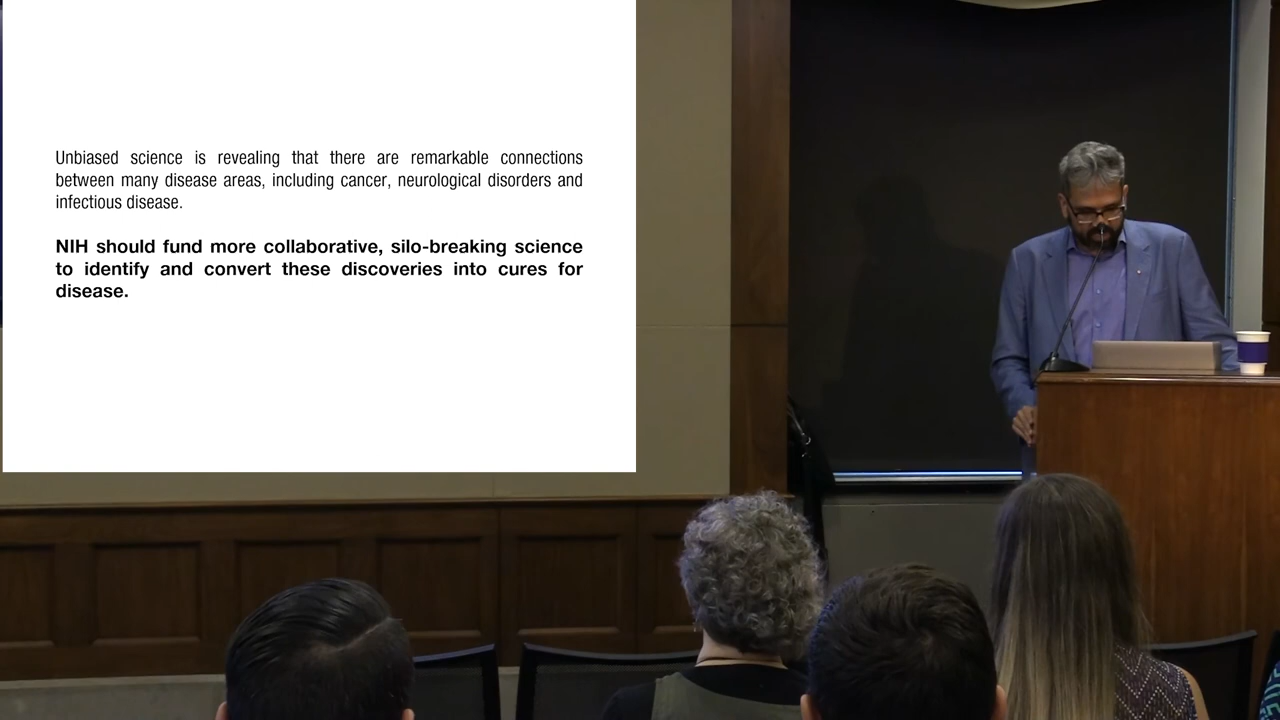 Unbiased science is revealing that there are remarkable connections
between many disease areas, including cancer, neurological disorders and
infectious disease.
NIH should fund more collaborative, silo-breaking science
to identify and convert these discoveries into cures for
disease.